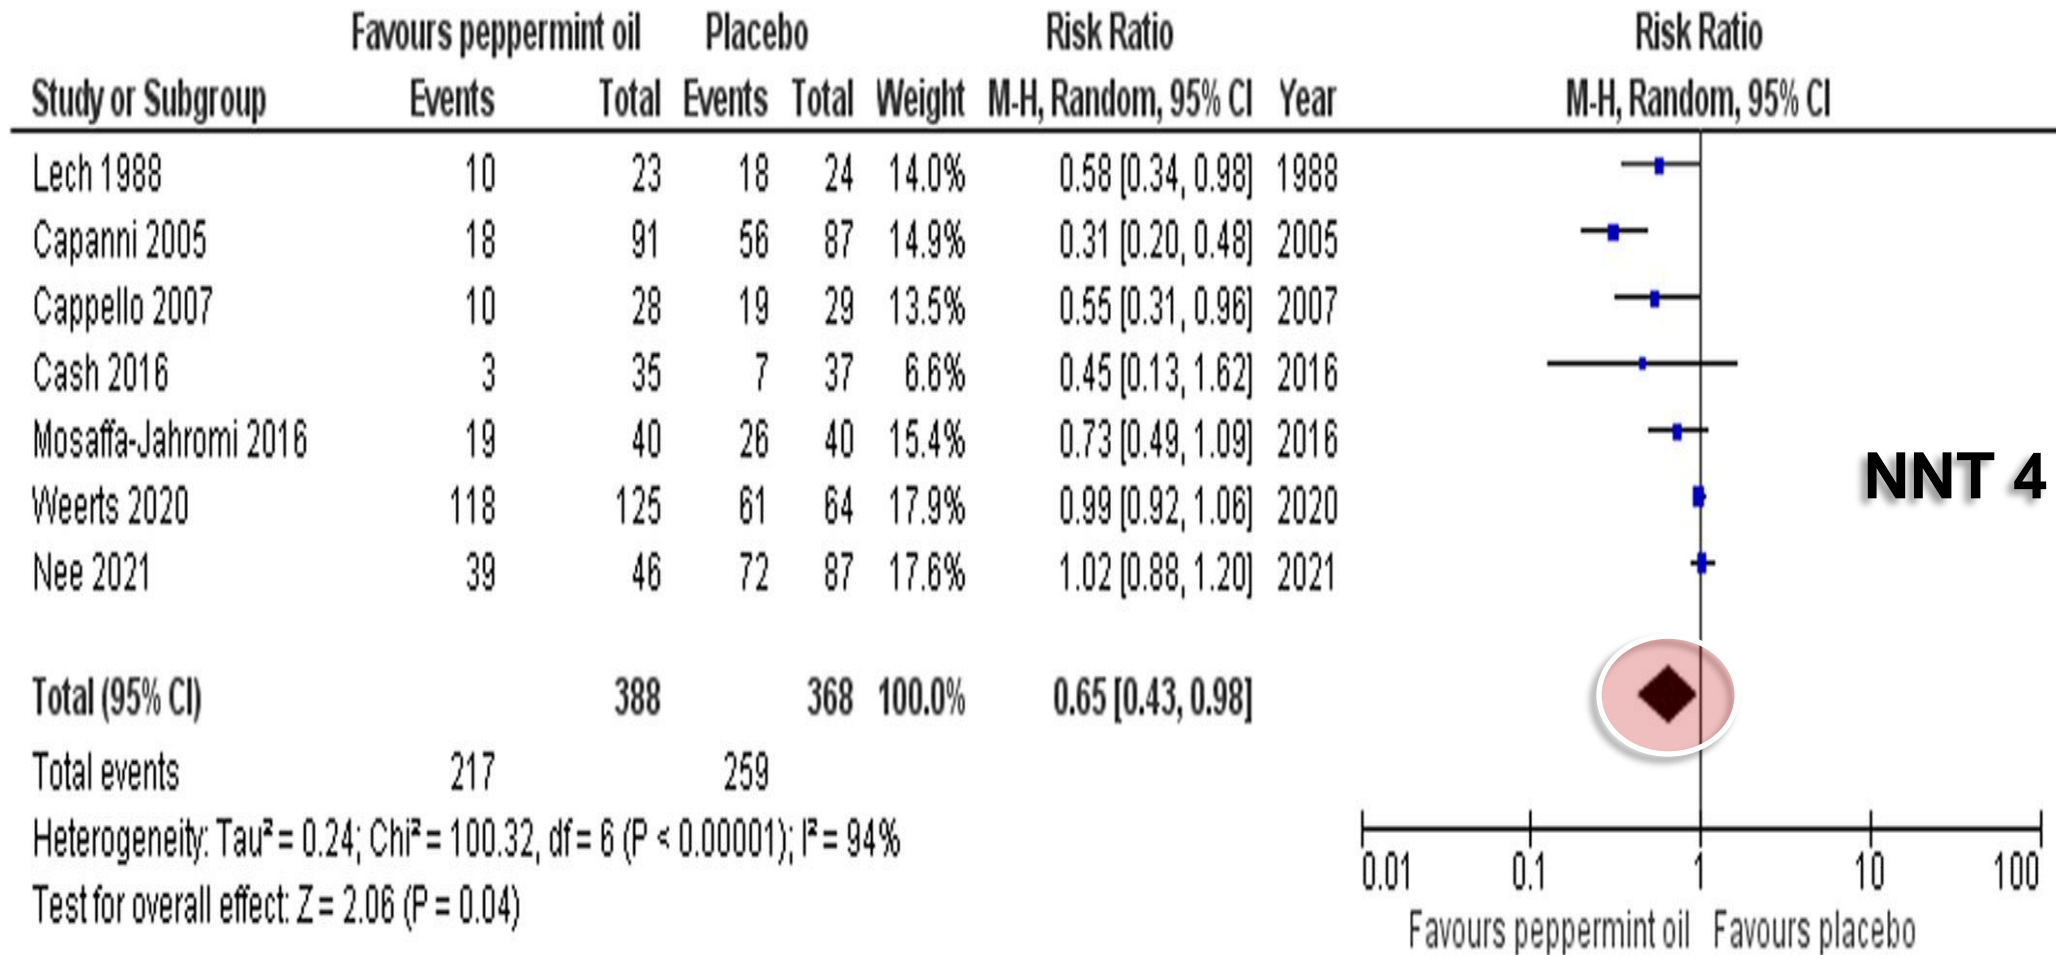 Favours peppermint oil Placebo Risk Ratio Risk Ratio
Study or Subgroup Events Total Events Total Weight M-H, Random, 95% CI Year M-H, Random, 95% CI
Lech 1988 10 23 18 24 14.0% 0.58 [0.34, 0.98] 1988
Capanni 2005 18 91 56 87 14.9% 0.31 [0.20, 0.48] 2005
Cappello 2007 10 28 19 29 13.5% 0.55 [0.31, 0.96] 2007
Cash 2016 3 35 7 37 6.6% 0.45 [0.13, 1.62] 2016
Mosaffa-Jahromi 2016 19 40 26 40 15.4% 0.73 [0.49, 1.09] 2016
NNT 4
Weerts 2020 118 125 61 64 17.9% 0.99 [0.92, 1.06] 2020
Nee 2021 39 46 72 87 17.6% 1.02 [0.88, 1.20] 2021
Total (95% CI) 388 368 100.0% 0.65 [0.43, 0.98]
Total events 217 259
Heterogeneity: Tau² = 0.24; Chi² = 100.32, df = 6 (P < 0.00001); I² = 94%
Test for overall effect: Z = 2.06 (P = 0.04)
0.01 0.1 1 10 100
Favours peppermint oil Favours placebo